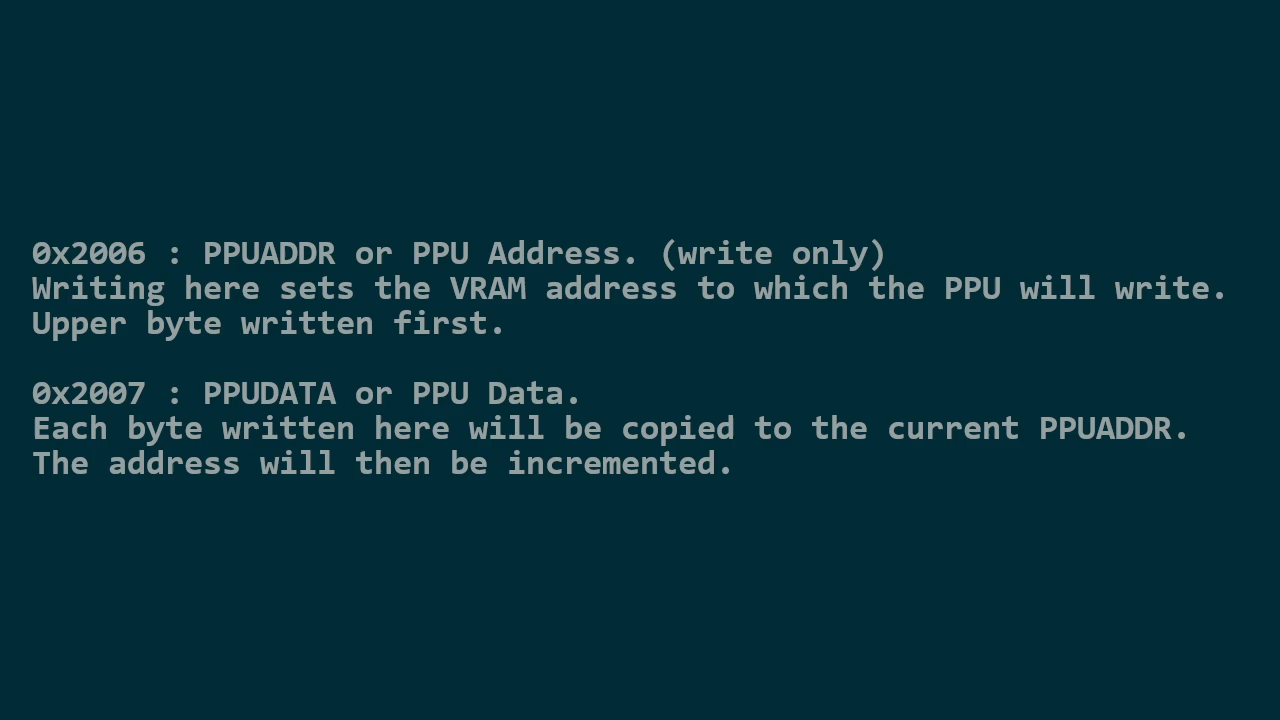 0x2006 : PPUADDR or PPU Address. (write only)
Writing here sets the VRAM address to which the PPU will write.
Upper byte written first.
0x2007 : PPUDATA or PPU Data.
Each byte written here will be copied to the current PPUADDR.
The address will then be incremented.